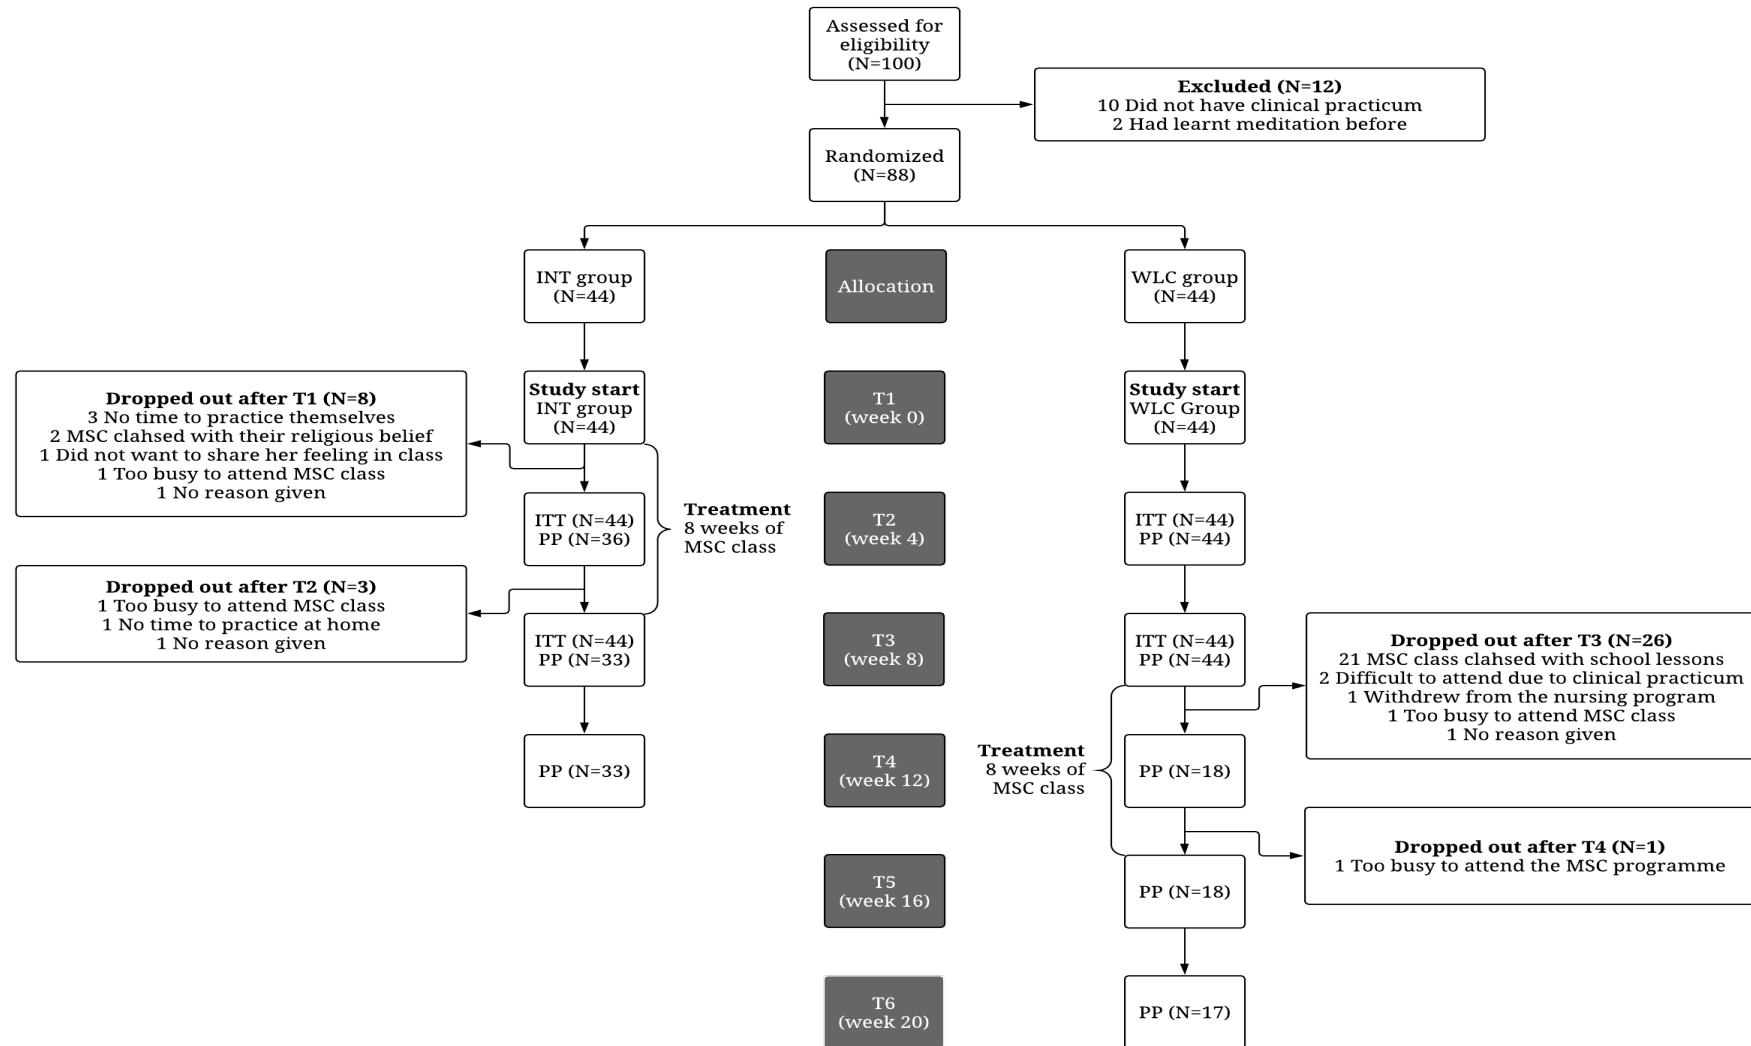 Assessed for
eligibility
(N=100)
Excluded (N=12)
10 Did not have clinical practicum
2 Had learnt meditation before
Randomized
(N=88)
INT group
(N=44)
Allocation
WLC group
(N=44)
Dropped out after T1 (N=8)
3 No time to practice themselves
2 MSC clahsed with their religious belief
1 Did not want to share her feeling in class
1 Too busy to attend MSC class
1 No reason given
Study start
INT group
(N=44)
T1
(week 0)
Study start
WLC Group
(N=44)
ITT (N=44)
PP (N=36)
Treatment
8 weeks of
MSC class
T2
(week 4)
ITT (N=44)
PP (N=44)
Dropped out after T2 (N=3)
1 Too busy to attend MSC class
1 No time to practice at home
1 No reason given
ITT (N=44)
PP (N=33)
T3
(week 8)
ITT (N=44)
PP (N=44)
Dropped out after T3 (N=26)
21 MSC class clahsed with school lessons
2 Difficult to attend due to clinical practicum
1 Withdrew from the nursing program
1 Too busy to attend MSC class
1 No reason given
PP (N=33)
T4
(week 12)
Treatment
8 weeks of
MSC class
PP (N=18)
Dropped out after T4 (N=1)
1 Too busy to attend the MSC programme
T5
(week 16)
PP (N=18)
T6
(week 20)
PP (N=17)